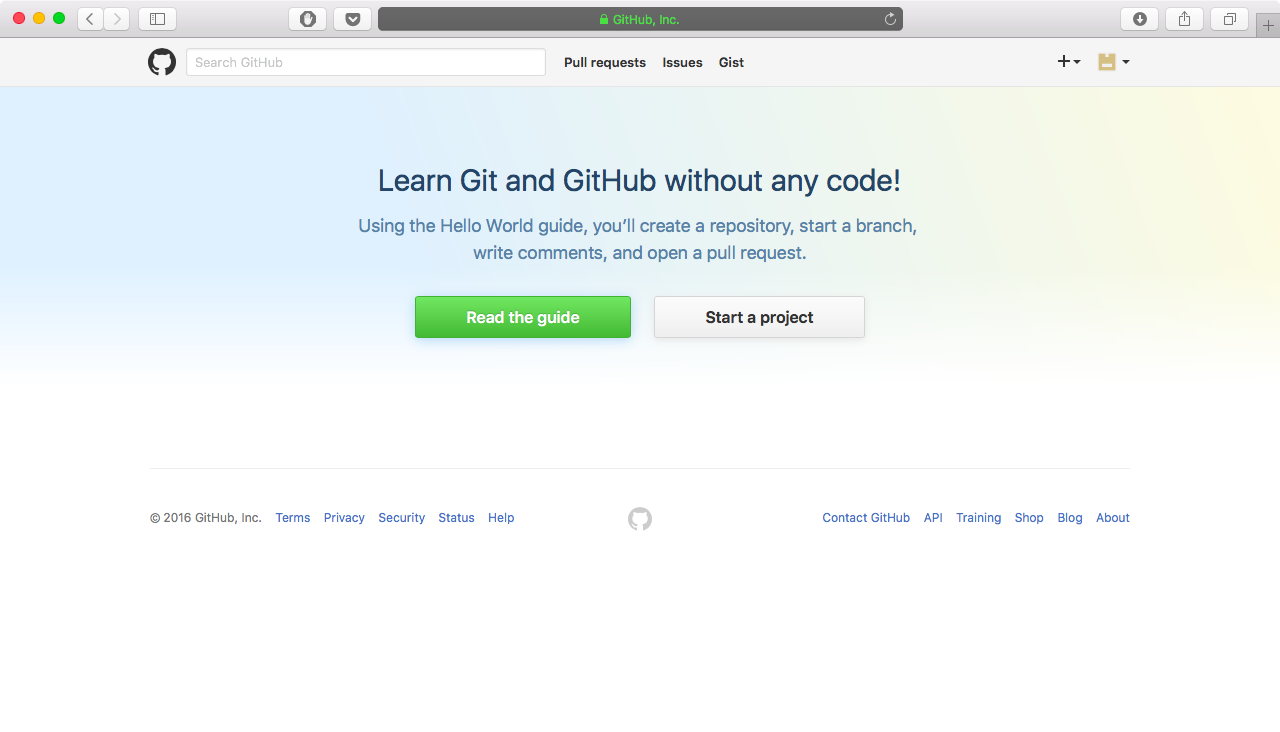 GitHub, Inc.
Search GitHub
Pull requests Issues Gist
Learn Git and GitHub without any code!
Using the Hello World guide, you’ll create a repository, start a branch,
write comments, and open a pull request.
Read the guide
Start a project
© 2016 GitHub, Inc. Terms Privacy Security Status Help
Contact GitHub API Training Shop Blog About